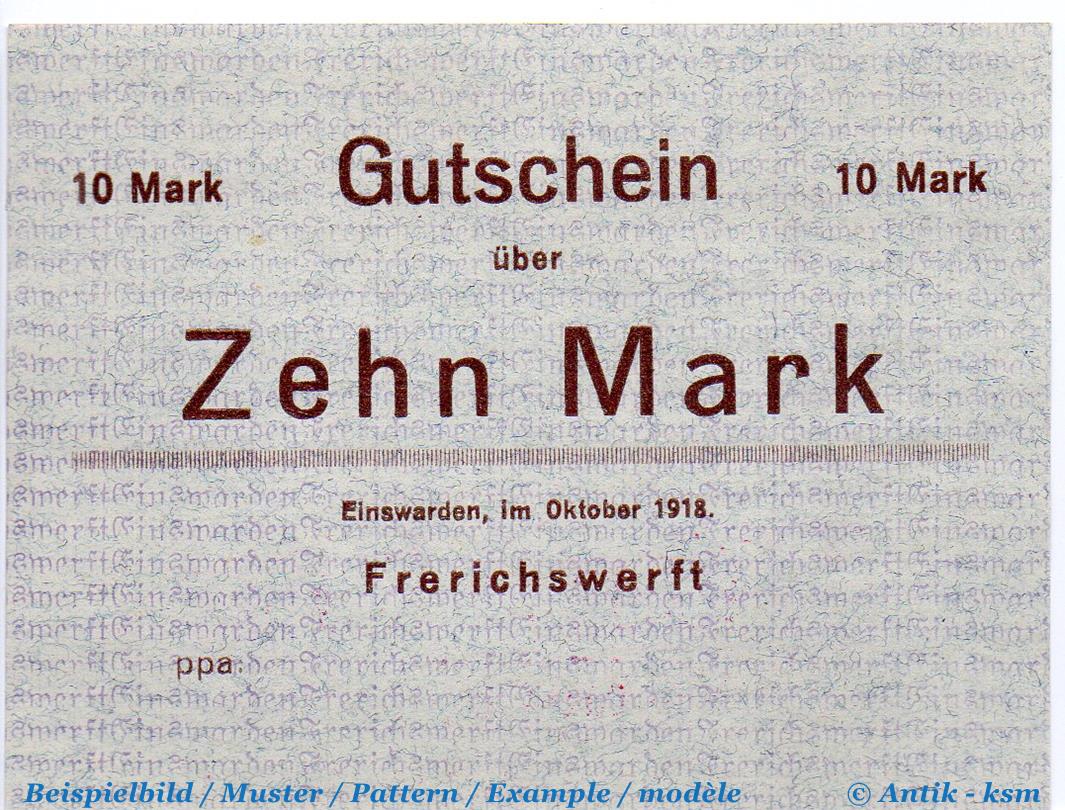 10 Mark Gutschein 10 Mark
über
Zehn Mark
Einswarden, im Oktober 1918.
Frerichswerft
ppa.
Beispielbild / Muster / Pattern / Example / modèle © Antik - ksm